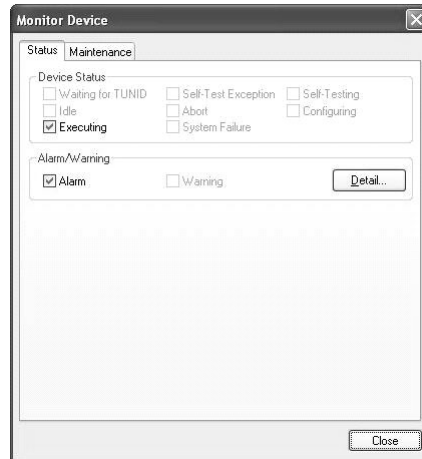 Monitor Device
Status Maintenance
Device Status
Waiting for TUNID Self-Test Exception Self-Testing
Idle Abort Configuring
Executing System Failure
Alarm/Warning
Alarm Warning Detail...
Close